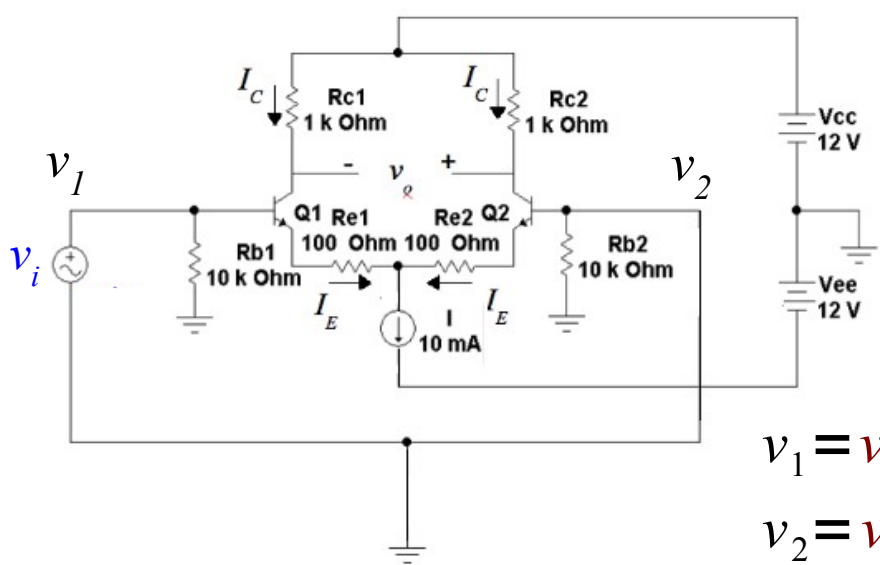 I_C
Rc1
1 k Ohm
I_C
Rc2
1 k Ohm
Vcc
12 V
v_1
-
v_o
+
v_2
Q1
Re1
100 Ohm
Re2
100 Ohm
Q2
v_i
+
Rb1
10 k Ohm
Rb2
10 k Ohm
I_E
I_E
I
10 mA
Vee
12 V
v_1 = v
v_2 = v